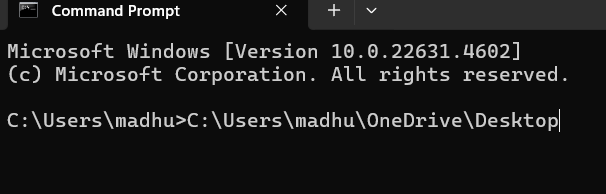 Command Prompt
Microsoft Windows [Version 10.0.22631.4602]
(c) Microsoft Corporation. All rights reserved.
C:\Users\madhu>C:\Users\madhu\OneDrive\Desktop